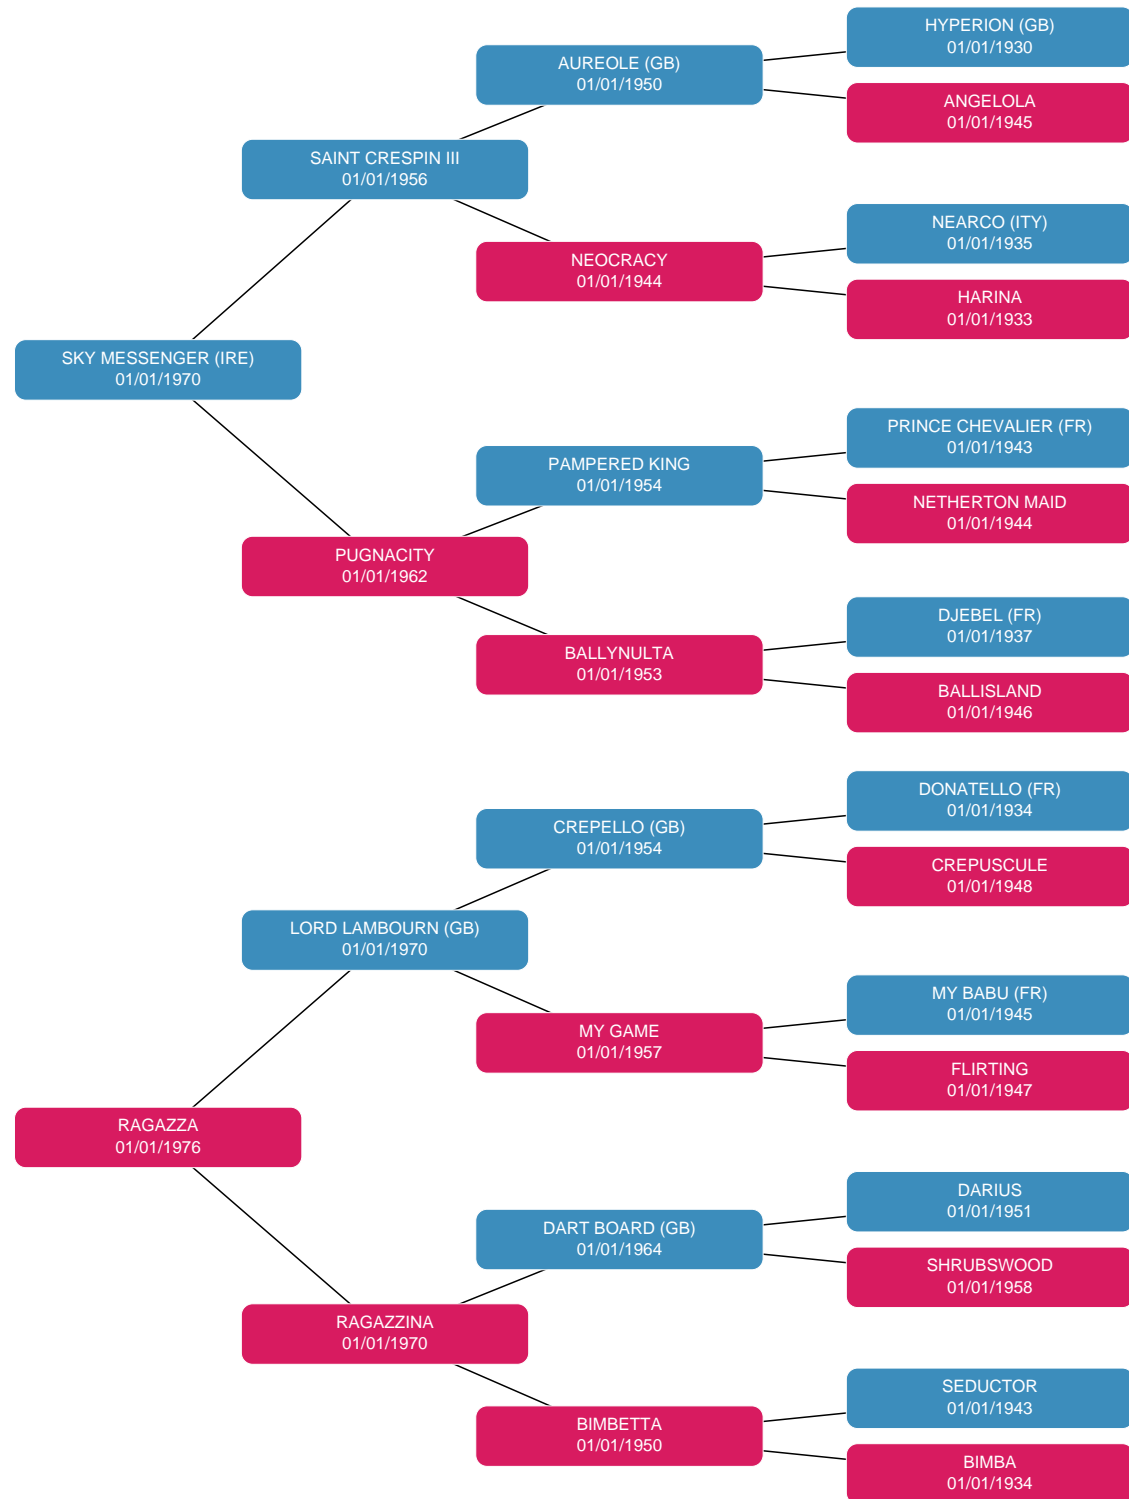 HYPERION (GB)
01/01/1930
AUREOLE (GB)
01/01/1950
ANGELOLA
01/01/1945
SAINT CRESPIN III
01/01/1956
NEARCO (ITY)
01/01/1935
NEOCRACY
01/01/1944
HARINA
01/01/1933
SKY MESSENGER (IRE)
01/01/1970
PRINCE CHEVALIER (FR)
01/01/1943
PAMPERED KING
01/01/1954
NETHERTON MAID
01/01/1944
PUGNACITY
01/01/1962
DJEBEL (FR)
01/01/1937
BALLYNULTA
01/01/1953
BALLISLAND
01/01/1946
DONATELLO (FR)
01/01/1934
CREPELLO (GB)
01/01/1954
CREPUSCULE
01/01/1948
LORD LAMBOURN (GB)
01/01/1970
MY BABU (FR)
01/01/1945
MY GAME
01/01/1957
FLIRTING
01/01/1947
RAGAZZA
01/01/1976
DARIUS
01/01/1951
DART BOARD (GB)
01/01/1964
SHRUBSWOOD
01/01/1958
RAGAZZINA
01/01/1970
SEDUCTOR
01/01/1943
BIMBETTA
01/01/1950
BIMBA
01/01/1934